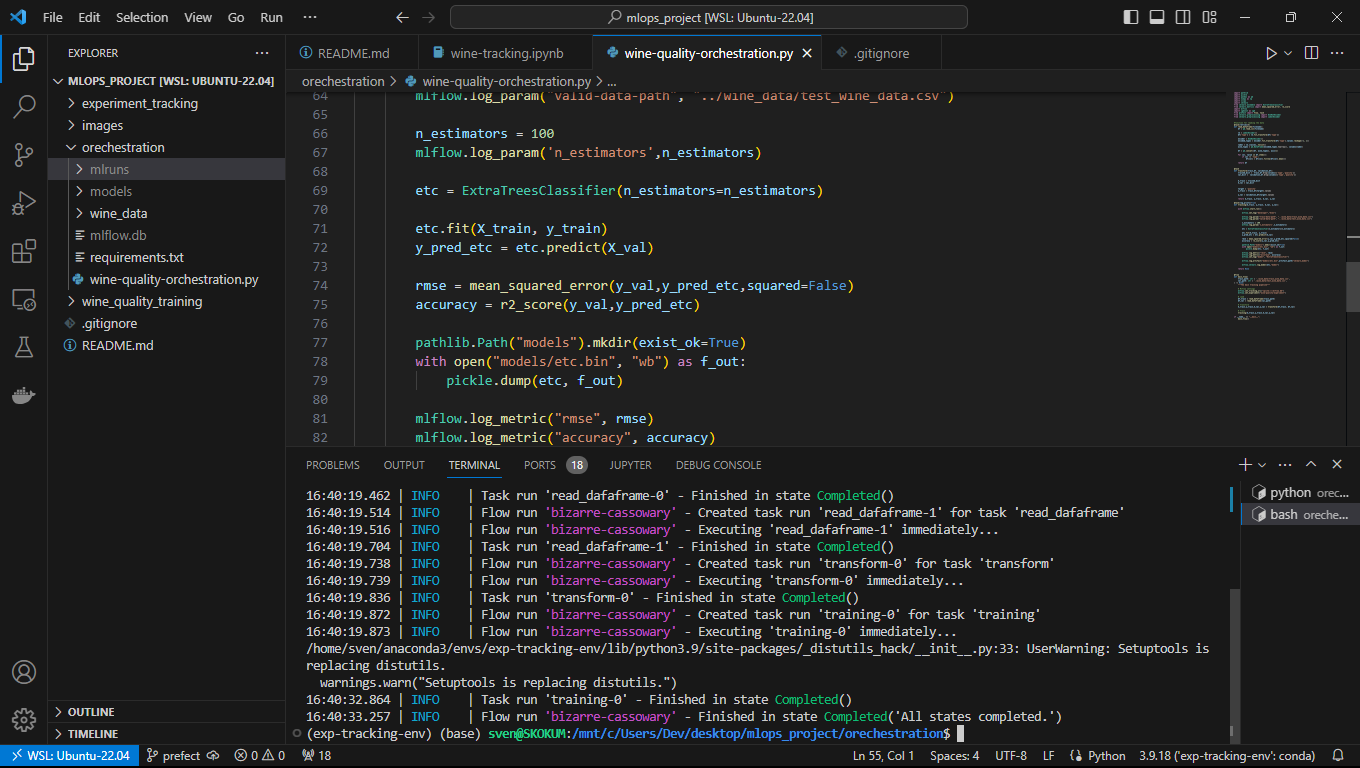 File Edit Selection View Go Run ··· mlops_project [WSL: Ubuntu-22.04]
EXPLORER ···
MLOPS_PROJECT [WSL: UBUNTU-22.04]
experiment_tracking
images
orechestration
mlruns
models
wine_data
mlflow.db
requirements.txt
wine-quality-orchestration.py
wine_quality_training
.gitignore
README.md
OUTLINE
TIMELINE
README.md wine-tracking.ipynb wine-quality-orchestration.py .gitignore
orechestration > wine-quality-orchestration.py > ...
64 mlflow.log_param("valid-data-path", "../wine_data/test_wine_data.csv")
65
66 n_estimators = 100
67 mlflow.log_param('n_estimators',n_estimators)
68
69 etc = ExtraTreesClassifier(n_estimators=n_estimators)
70
71 etc.fit(X_train, y_train)
72 y_pred_etc = etc.predict(X_val)
73
74 rmse = mean_squared_error(y_val,y_pred_etc,squared=False)
75 accuracy = r2_score(y_val,y_pred_etc)
76
77 pathlib.Path("models").mkdir(exist_ok=True)
78 with open("models/etc.bin", "wb") as f_out:
79 pickle.dump(etc, f_out)
80
81 mlflow.log_metric("rmse", rmse)
82 mlflow.log_metric("accuracy", accuracy)
PROBLEMS OUTPUT TERMINAL PORTS 18 JUPYTER DEBUG CONSOLE
16:40:19.462 | INFO | Task run 'read_dafaframe-0' - Finished in state Completed()
16:40:19.514 | INFO | Flow run 'bizarre-cassowary' - Created task run 'read_dafaframe-1' for task 'read_dafaframe'
16:40:19.516 | INFO | Flow run 'bizarre-cassowary' - Executing 'read_dafaframe-1' immediately...
16:40:19.704 | INFO | Task run 'read_dafaframe-1' - Finished in state Completed()
16:40:19.738 | INFO | Flow run 'bizarre-cassowary' - Created task run 'transform-0' for task 'transform'
16:40:19.739 | INFO | Flow run 'bizarre-cassowary' - Executing 'transform-0' immediately...
16:40:19.836 | INFO | Task run 'transform-0' - Finished in state Completed()
16:40:19.872 | INFO | Flow run 'bizarre-cassowary' - Created task run 'training-0' for task 'training'
16:40:19.873 | INFO | Flow run 'bizarre-cassowary' - Executing 'training-0' immediately...
/home/sven/anaconda3/envs/exp-tracking-env/lib/python3.9/site-packages/_distutils_hack/__init__.py:33: UserWarning: Setuptools is
replacing distutils.
warnings.warn("Setuptools is replacing distutils.")
16:40:32.864 | INFO | Task run 'training-0' - Finished in state Completed()
16:40:33.257 | INFO | Flow run 'bizarre-cassowary' - Finished in state Completed('All states completed.')
(exp-tracking-env) (base) sven@SKOKUM:/mnt/c/Users/Dev/desktop/mlops_project/orechestration$
python orec...
bash oreche...
WSL: Ubuntu-22.04 prefect 0 0 18 Ln 55, Col 1 Spaces: 4 UTF-8 LF Python 3.9.18 ('exp-tracking-env': conda)